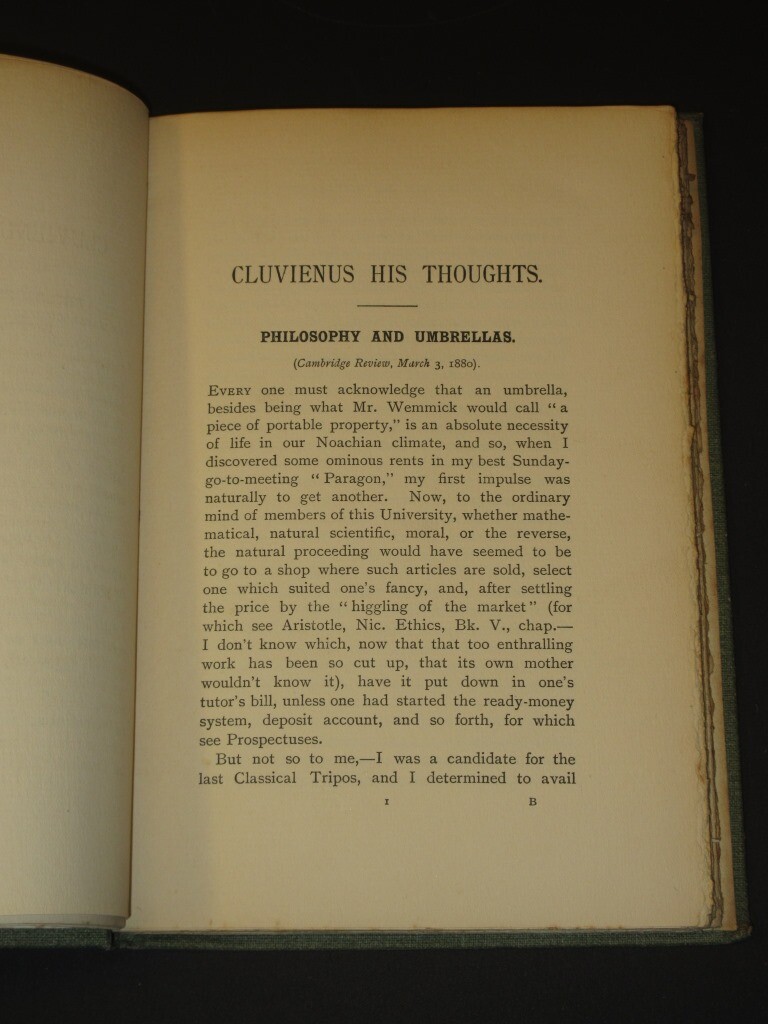 CLUVIENUS HIS THOUGHTS.
PHILOSOPHY AND UMBRELLAS.
(Cambridge Review, March 3, 1880).
EVERY one must acknowledge that an umbrella,
besides being what Mr. Wemmick would call “a
piece of portable property,” is an absolute necessity
of life in our Noachian climate, and so, when I
discovered some ominous rents in my best Sunday-
go-to-meeting “Paragon,” my first impulse was
naturally to get another. Now, to the ordinary
mind of members of this University, whether mathe-
matical, natural scientific, moral, or the reverse,
the natural proceeding would have seemed to be
to go to a shop where such articles are sold, select
one which suited one's fancy, and, after settling
the price by the “higgling of the market” (for
which see Aristotle, Nic. Ethics, Bk. V., chap.—
I don't know which, now that that too enthralling
work has been so cut up, that its own mother
wouldn't know it), have it put down in one's
tutor's bill, unless one had started the ready-money
system, deposit account, and so forth, for which
see Prospectuses.
But not so to me,—I was a candidate for the
last Classical Tripos, and I determined to avail
1 B